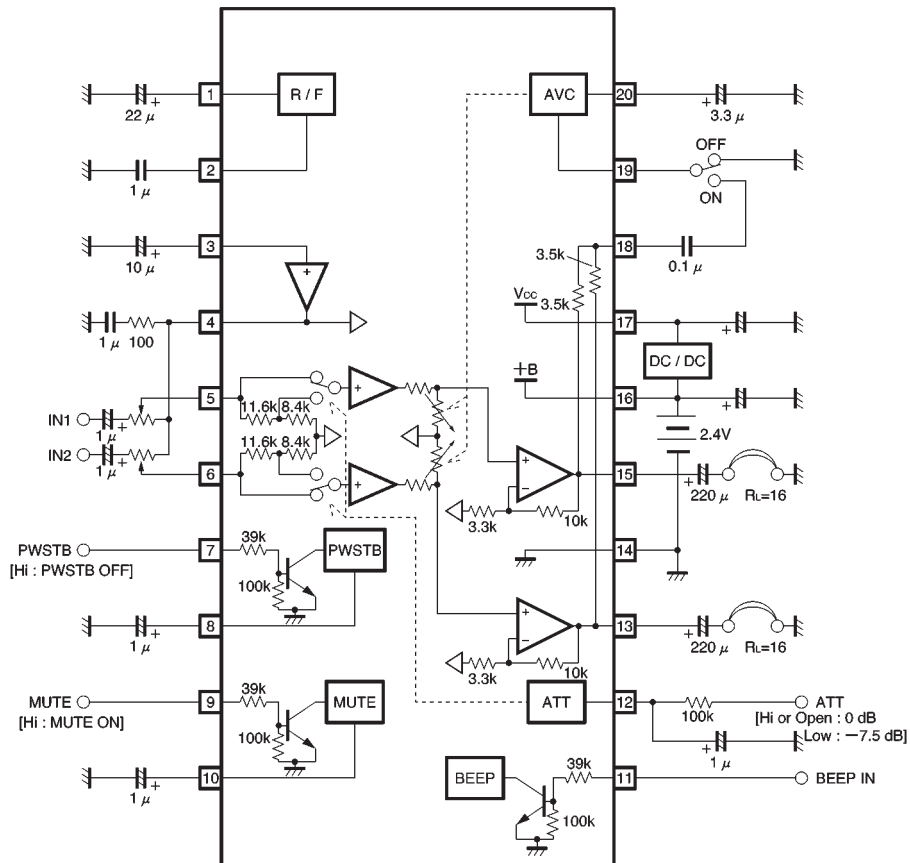 1
R / F
AVC
20
22 μ
+
+
3.3 μ
OFF
2
19
1 μ
ON
3
18
10 μ
+
+
3.5k
0.1 μ
3.5k
Vcc
4
17
1 μ
100
+
DC / DC
+B
5
16
11.6k
8.4k
+
+
IN1
1 μ
+
2.4V
11.6k
8.4k
IN2
1 μ
+
6
+
+
−
15
+
220 μ
RL=16
3.3k
10k
PWSTB
7
39k
PWSTB
14
[Hi : PWSTB OFF]
100k
8
+
−
13
1 μ
+
+
220 μ
RL=16
3.3k
10k
MUTE
9
39k
MUTE
ATT
12
ATT
[Hi : MUTE ON]
100k
[Hi or Open : 0 dB
100k
Low : −7.5 dB]
+
1 μ
10
BEEP
39k
11
BEEP IN
1 μ
+
100k